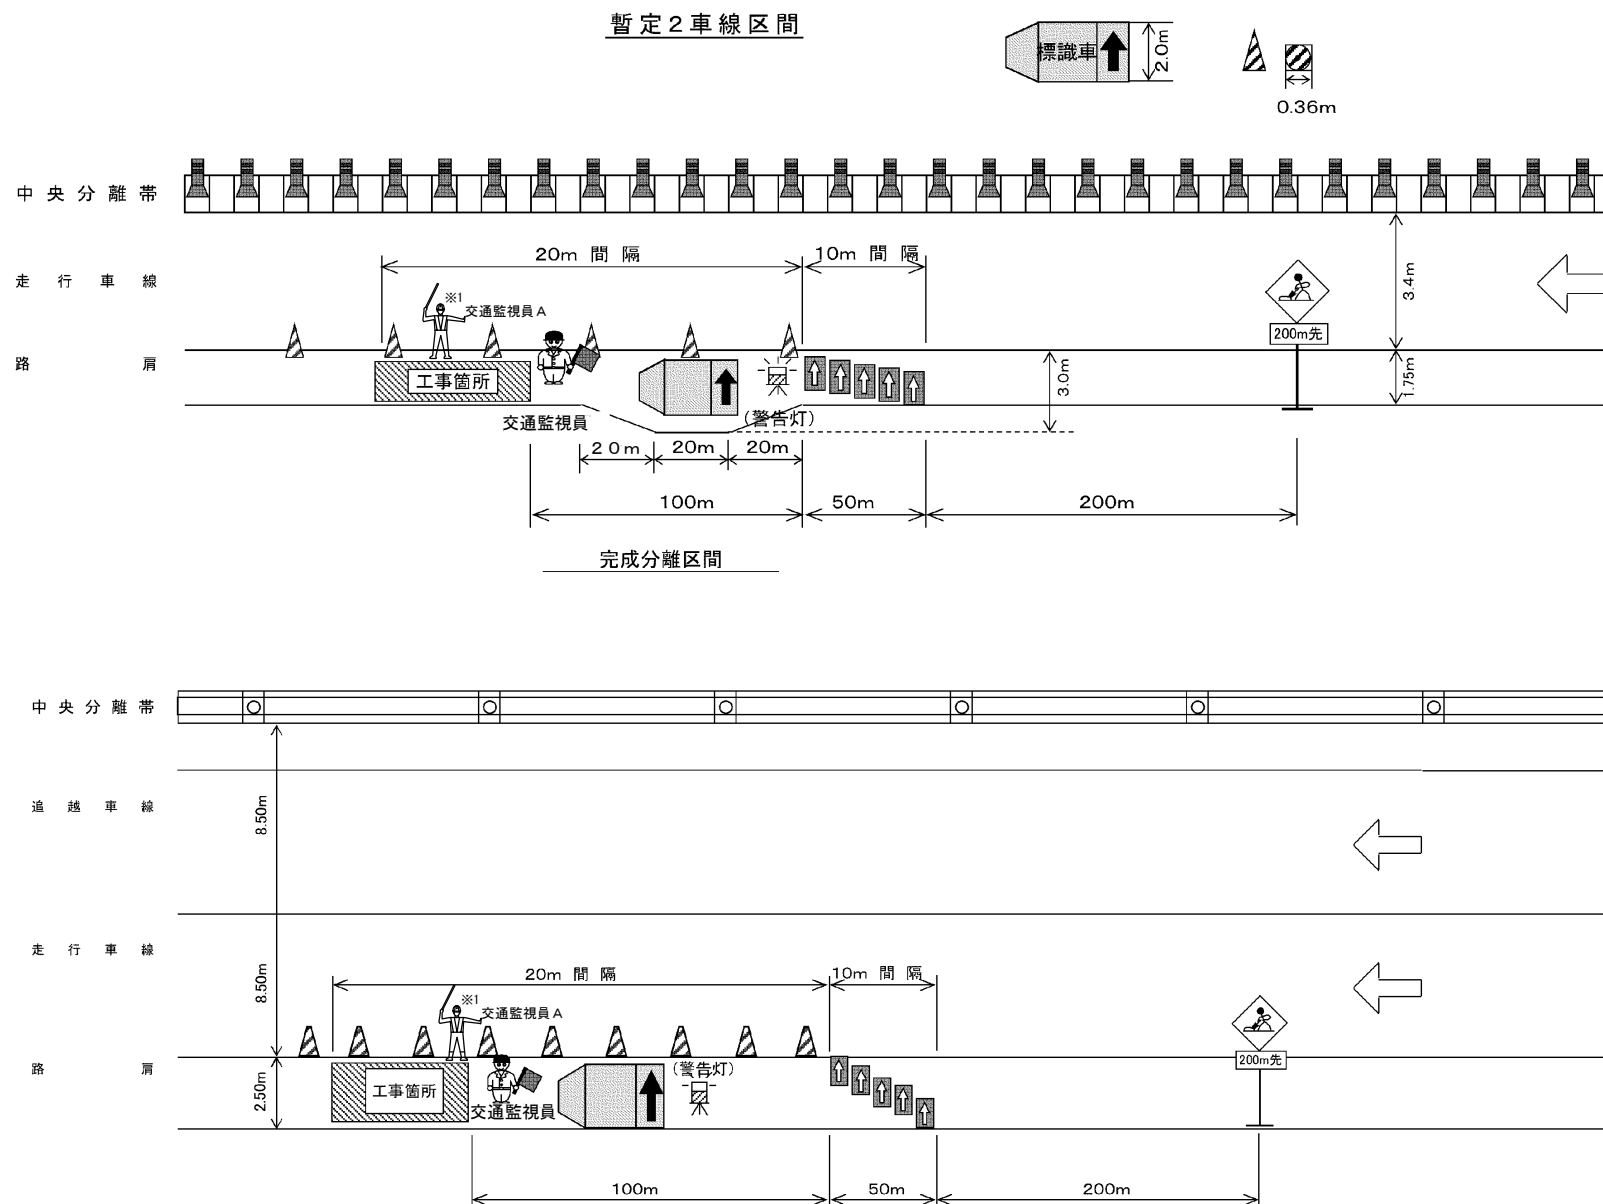 暫定2車線区間
標識車
2.0m
0.36m
中央分離帯
走行車線
路肩
20m 間隔
10m 間隔
※1
交通監視員A
工事箇所
交通監視員
(警告灯)
200m先
3.4m
1.75m
3.0m
20m
20m
20m
100m
50m
200m
完成分離区間
中央分離帯
追越車線
走行車線
路肩
8.50m
8.50m
2.50m
20m 間隔
10m 間隔
※1
交通監視員A
工事箇所
交通監視員
(警告灯)
200m先
100m
50m
200m